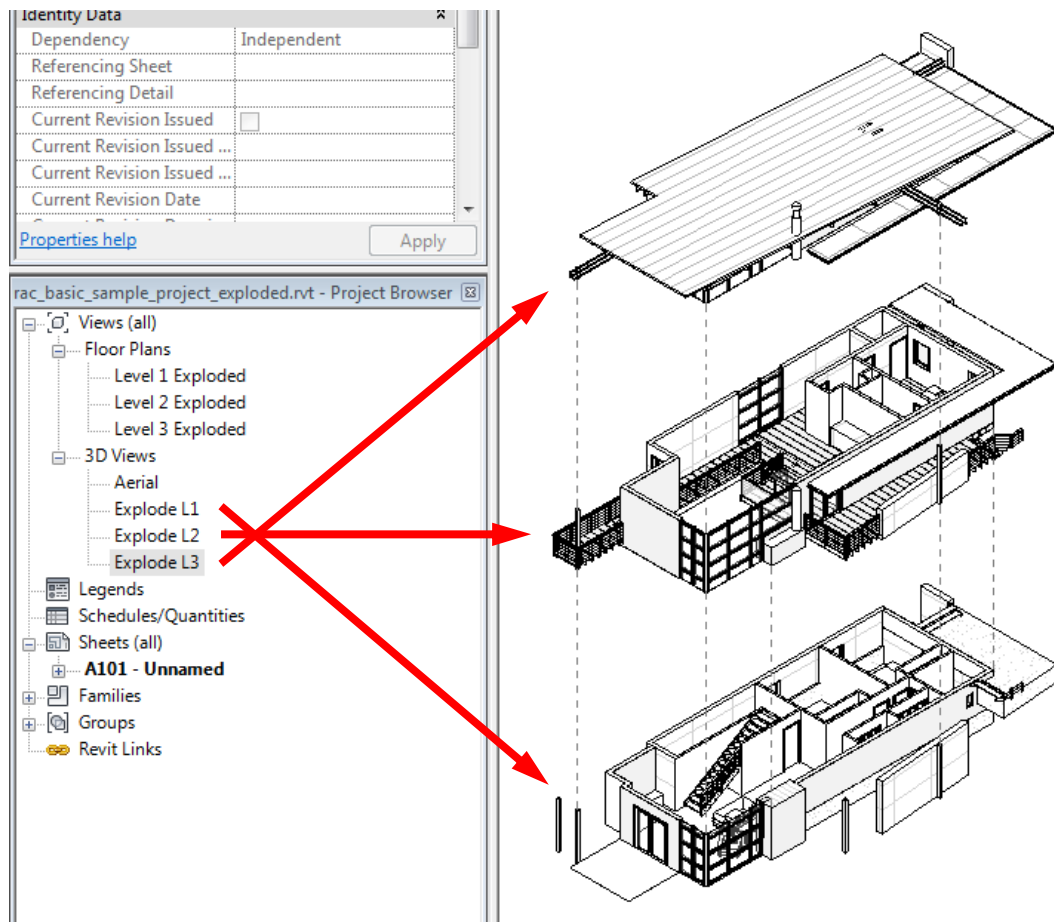 Identity Data
Dependency Independent
Referencing Sheet
Referencing Detail
Current Revision Issued
Current Revision Issued ...
Current Revision Issued ...
Current Revision Date
Properties help Apply
rac_basic_sample_project_exploded.rvt - Project Browser
Views (all)
Floor Plans
Level 1 Exploded
Level 2 Exploded
Level 3 Exploded
3D Views
Aerial
Explode L1
Explode L2
Explode L3
Legends
Schedules/Quantities
Sheets (all)
A101 - Unnamed
Families
Groups
Revit Links